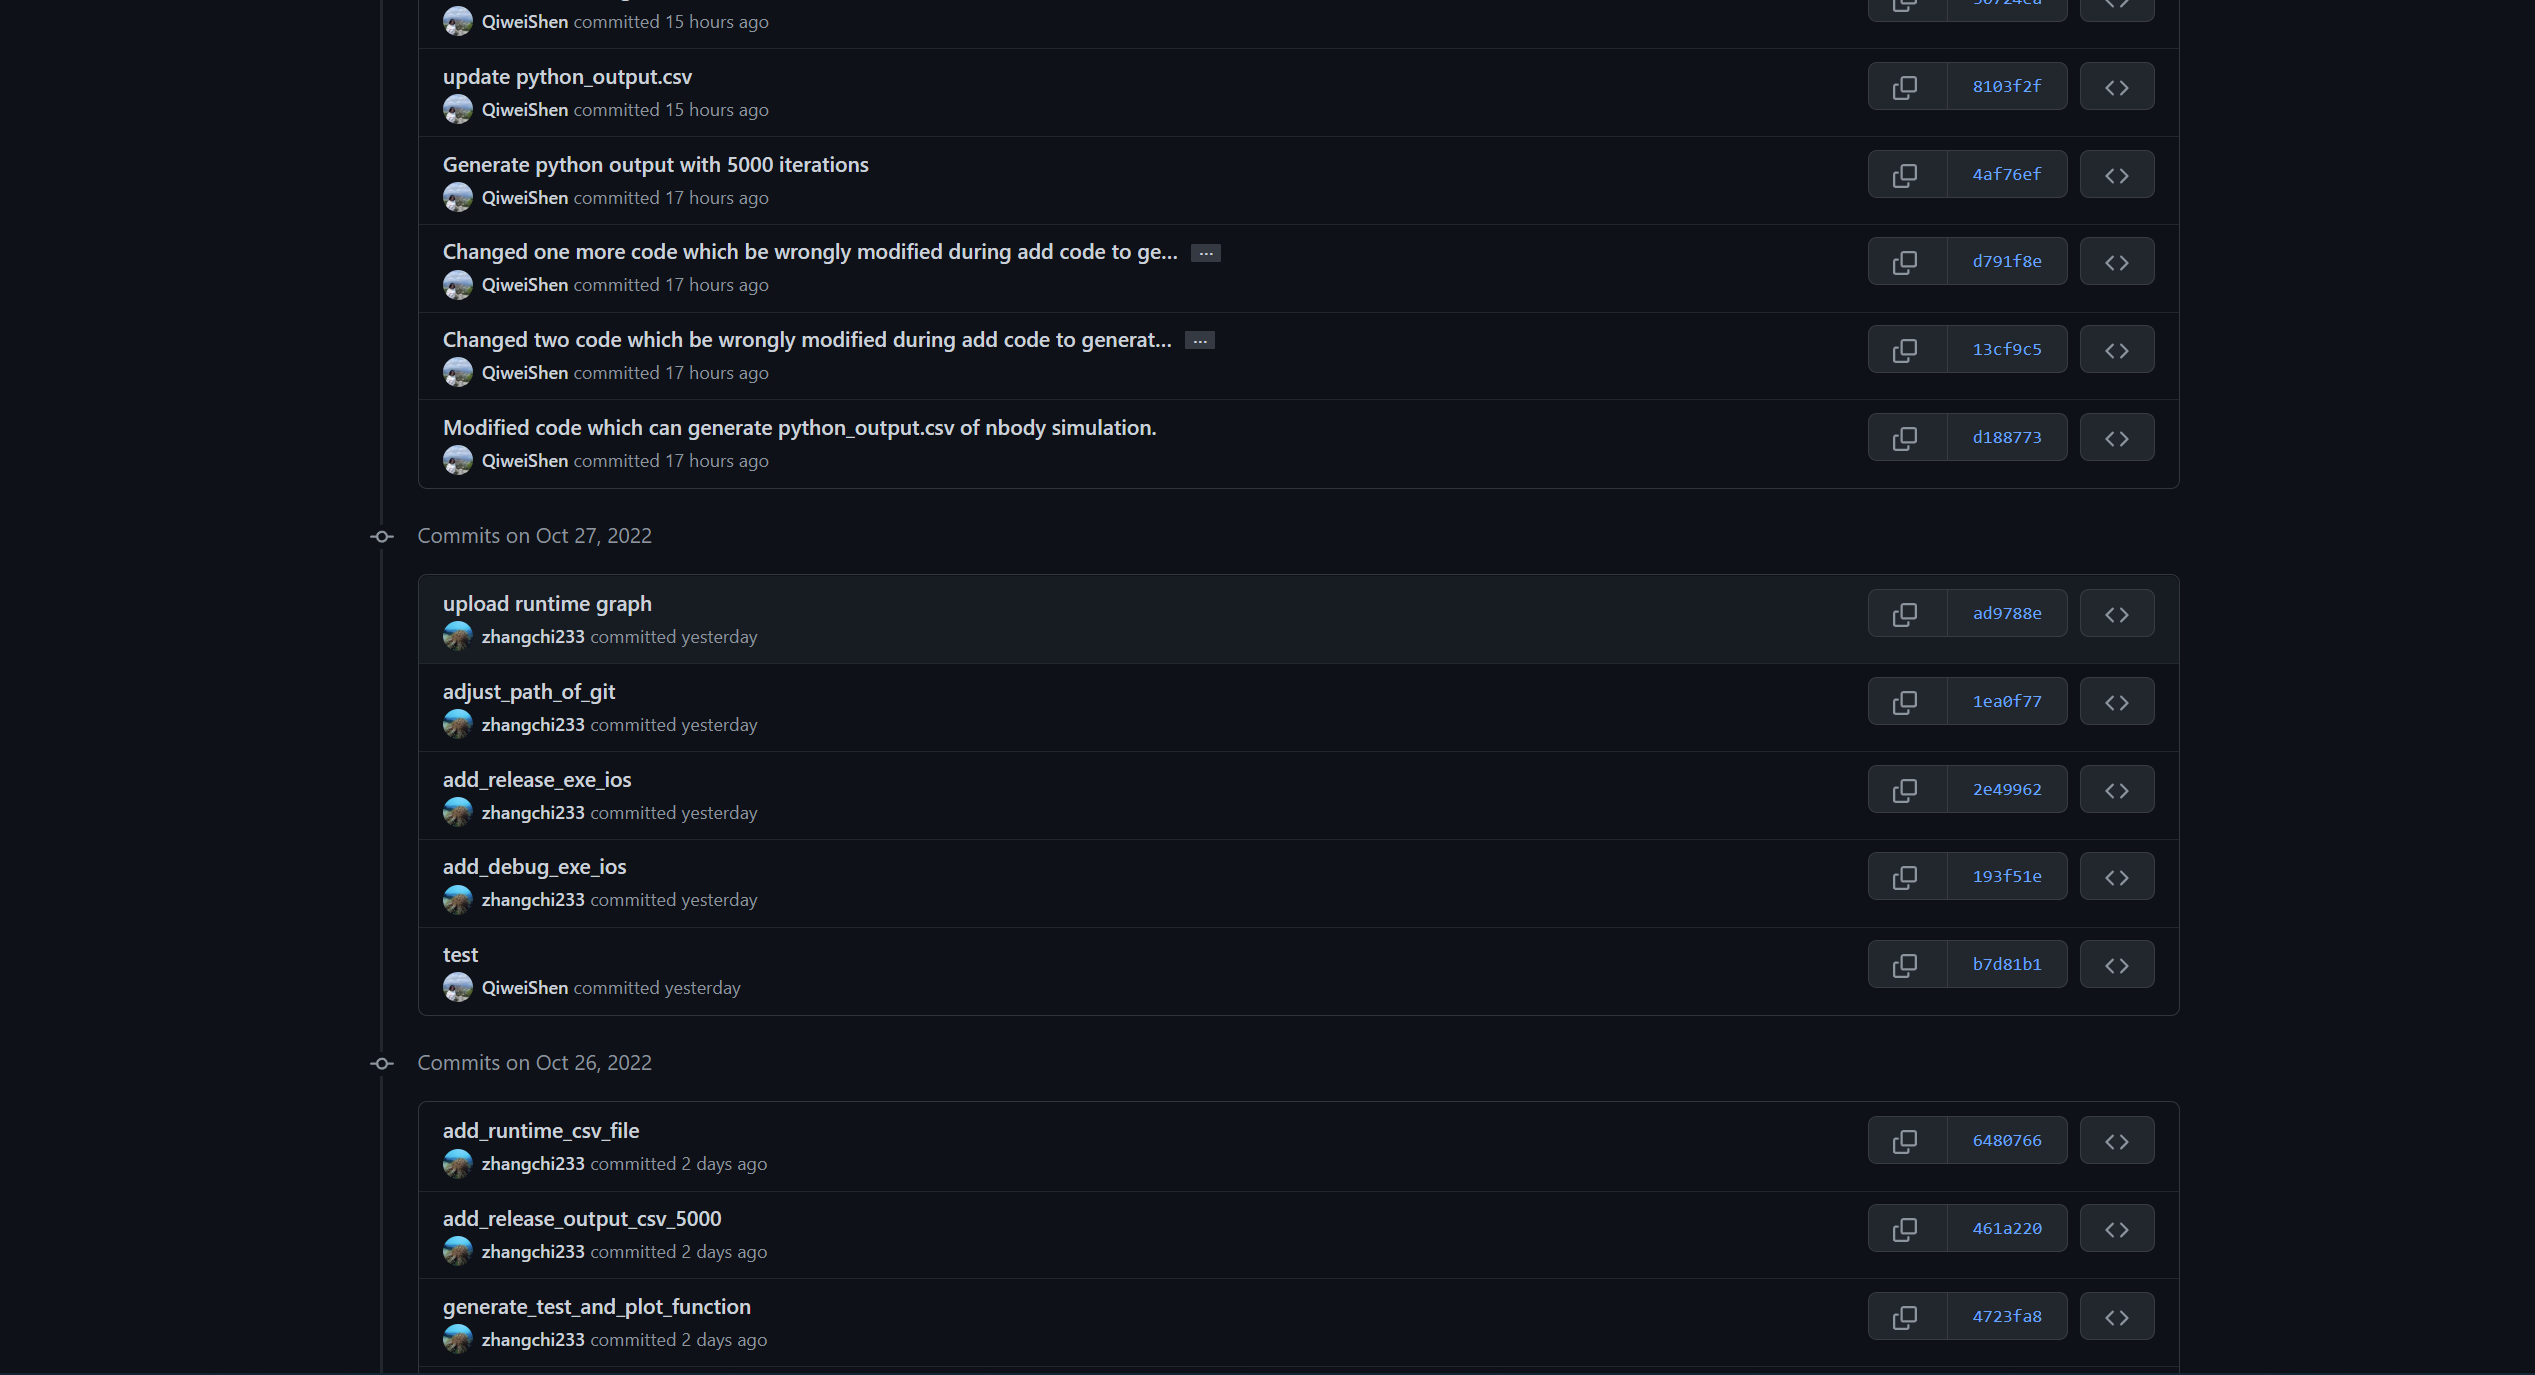 QiweiShen committed 15 hours ago
update python_output.csv
8103f2f
QiweiShen committed 15 hours ago
Generate python output with 5000 iterations
4af76ef
QiweiShen committed 17 hours ago
Changed one more code which be wrongly modified during add code to ge... ...
d791f8e
QiweiShen committed 17 hours ago
Changed two code which be wrongly modified during add code to generat... ...
13cf9c5
QiweiShen committed 17 hours ago
Modified code which can generate python_output.csv of nbody simulation.
d188773
QiweiShen committed 17 hours ago
Commits on Oct 27, 2022
upload runtime graph
ad9788e
zhangchi233 committed yesterday
adjust_path_of_git
1ea0f77
zhangchi233 committed yesterday
add_release_exe_ios
2e49962
zhangchi233 committed yesterday
add_debug_exe_ios
193f51e
zhangchi233 committed yesterday
test
b7d81b1
QiweiShen committed yesterday
Commits on Oct 26, 2022
add_runtime_csv_file
6480766
zhangchi233 committed 2 days ago
add_release_output_csv_5000
461a220
zhangchi233 committed 2 days ago
generate_test_and_plot_function
4723fa8
zhangchi233 committed 2 days ago